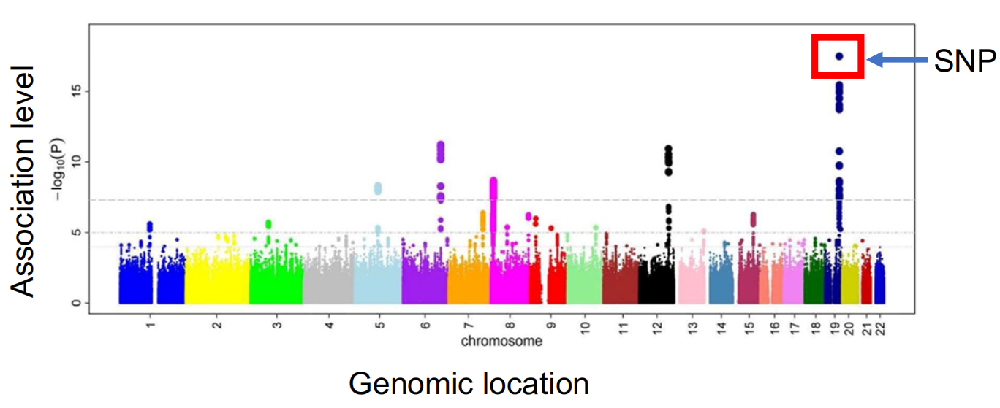 Association level
−log₁₀(P)
15
10
5
0
SNP
1 2 3 4 5 6 7 8 9 10 11 12 13 14 15 16 17 18 19 20 21 22
chromosome
Genomic location